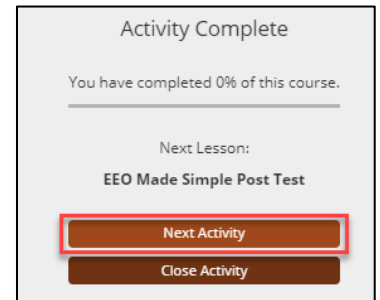 Activity Complete
You have completed 0% of this course.
Next Lesson:
EEO Made Simple Post Test
Next Activity
Close Activity